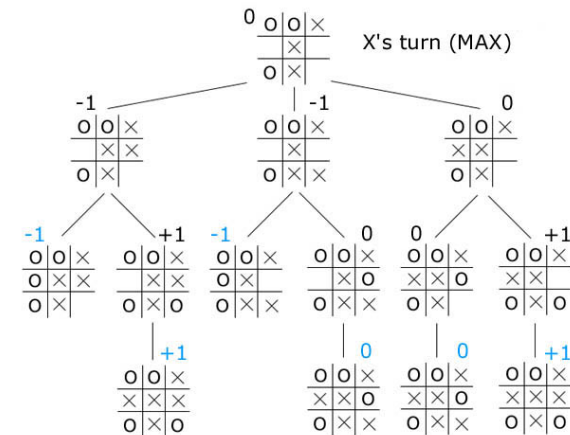 0
O O × X's turn (MAX)
×
O ×
-1 -1 0
O O × O O × O O ×
× × × × ×
O × O × × O ×
-1 +1 -1 0 0 +1
O O × O O × O O × O O × O O × O O ×
O × × × × O × × O × × O × ×
O × O × O O × × O × × O × O × O
+1 0 0 +1
O O × O O × O O × O O ×
× × × × × O × × O × × ×
O × O O × × O × × O × O